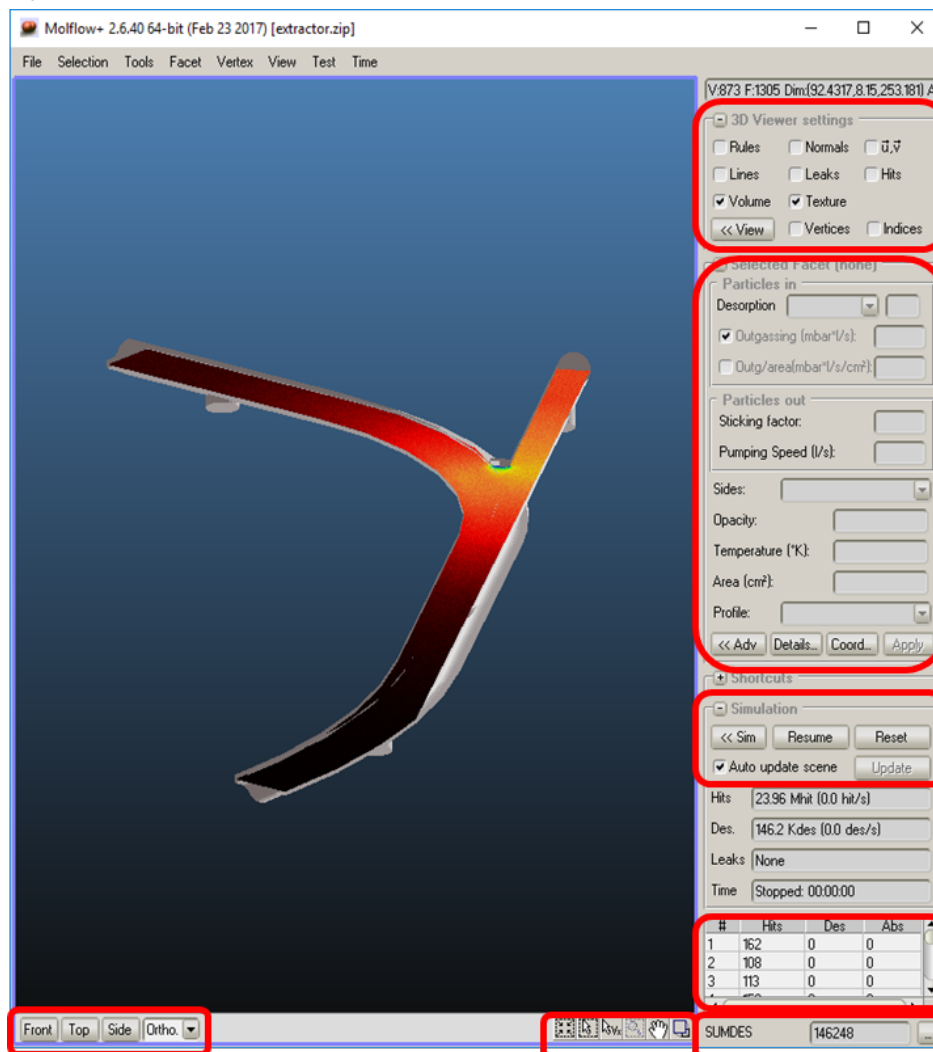 Molflow+ 2.6.40 64-bit (Feb 23 2017) [extractor.zip]
File Selection Tools Facet Vertex View Test Time
V:873 F:1305 Dim:(92.4317,8.15,253.181) A
3D Viewer settings
Rules Normals u,v
Lines Leaks Hits
Volume Texture
<< View Vertices Indices
Selected Facet (none)
Particles in
Desorption
Outgassing (mbar*l/s):
Outg/area(mbar*l/s/cm²):
Particles out
Sticking factor:
Pumping Speed (l/s):
Sides:
Opacity:
Temperature (°K):
Area (cm²):
Profile:
<< Adv Details... Coord... Apply
Shortcuts
Simulation
<< Sim Resume Reset
Auto update scene Update
Hits 23.96 Mhit (0.0 hit/s)
Des. 146.2 Kdes (0.0 des/s)
Leaks None
Time Stopped: 00:00:00
# Hits Des Abs
1 162 0 0
2 108 0 0
3 113 0 0
Front Top Side Ortho. Vx SUMDES 146248 ...